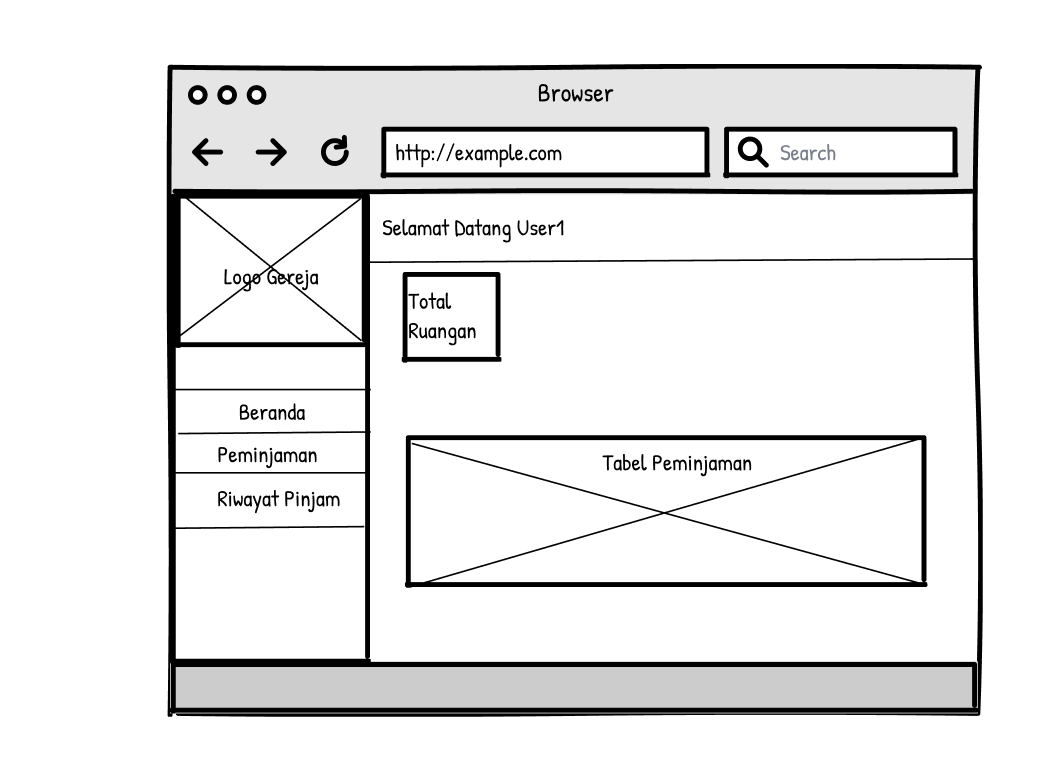 Browser
http://example.com
Search
Logo Gereja
Selamat Datang User1
Total
Ruangan
Beranda
Peminjaman
Riwayat Pinjam
Tabel Peminjaman